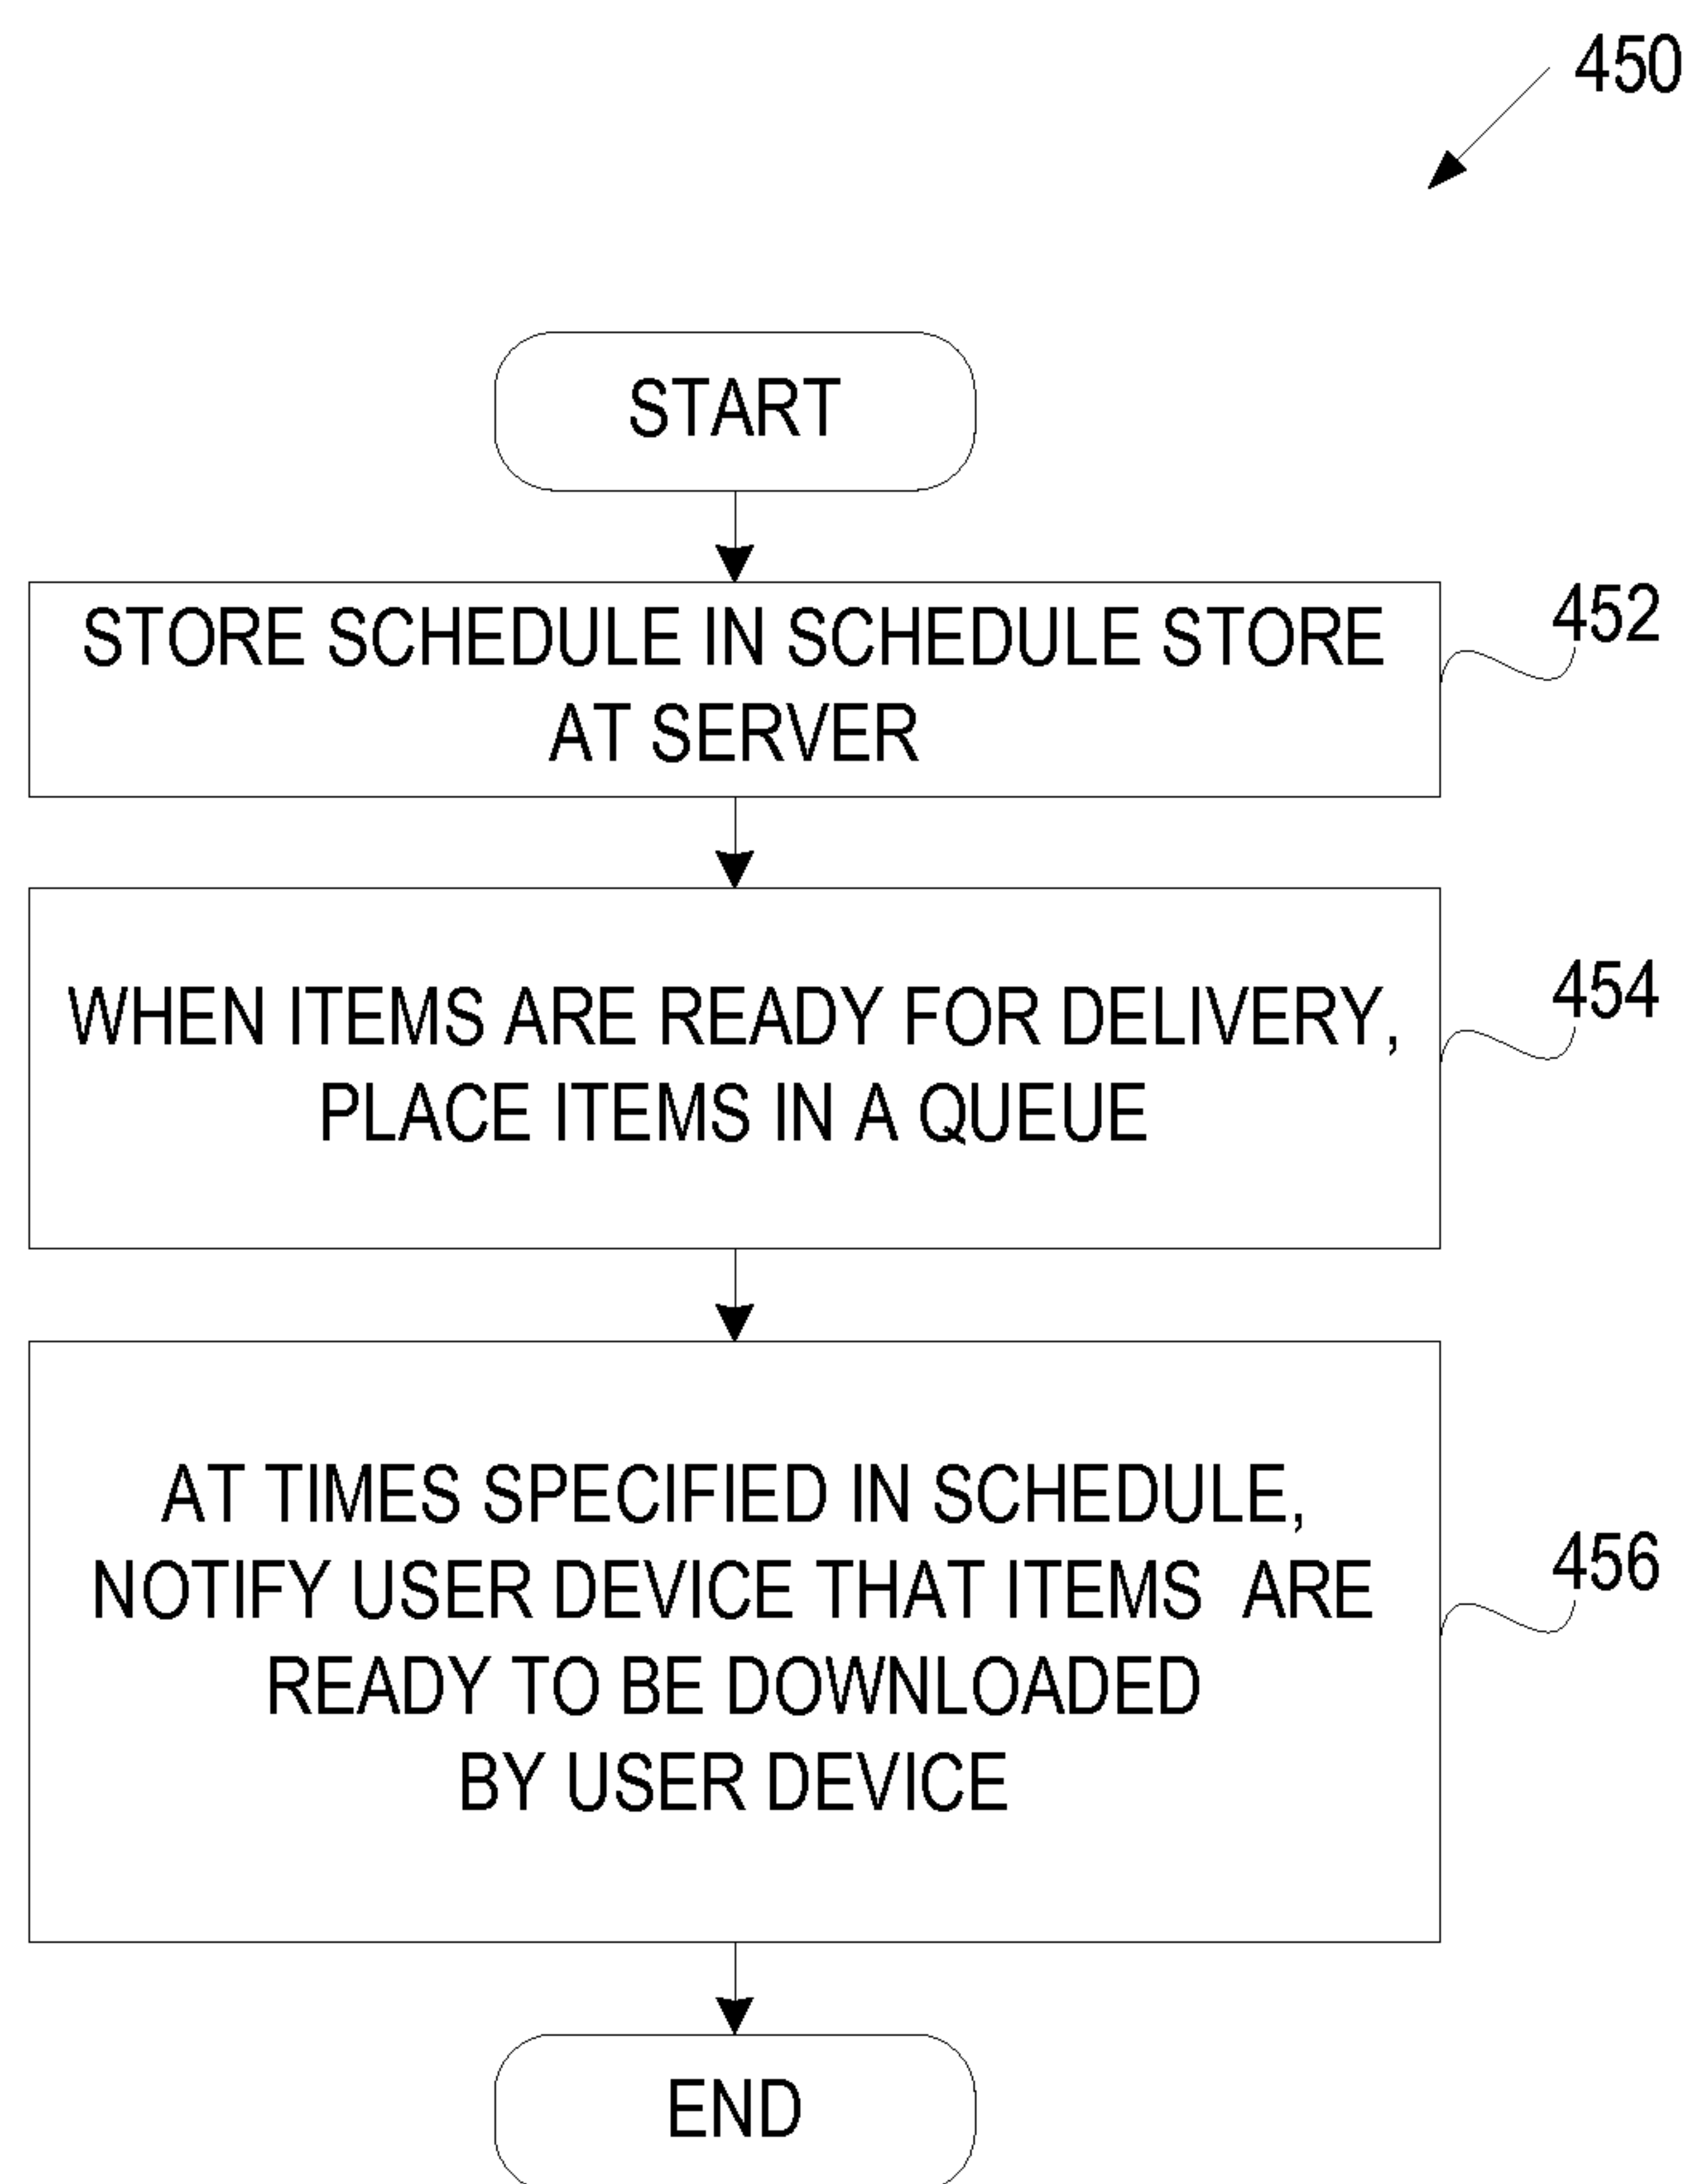 450
START
STORE SCHEDULE IN SCHEDULE STORE
AT SERVER
452
WHEN ITEMS ARE READY FOR DELIVERY,
PLACE ITEMS IN A QUEUE
454
AT TIMES SPECIFIED IN SCHEDULE,
NOTIFY USER DEVICE THAT ITEMS ARE
READY TO BE DOWNLOADED
BY USER DEVICE
456
END